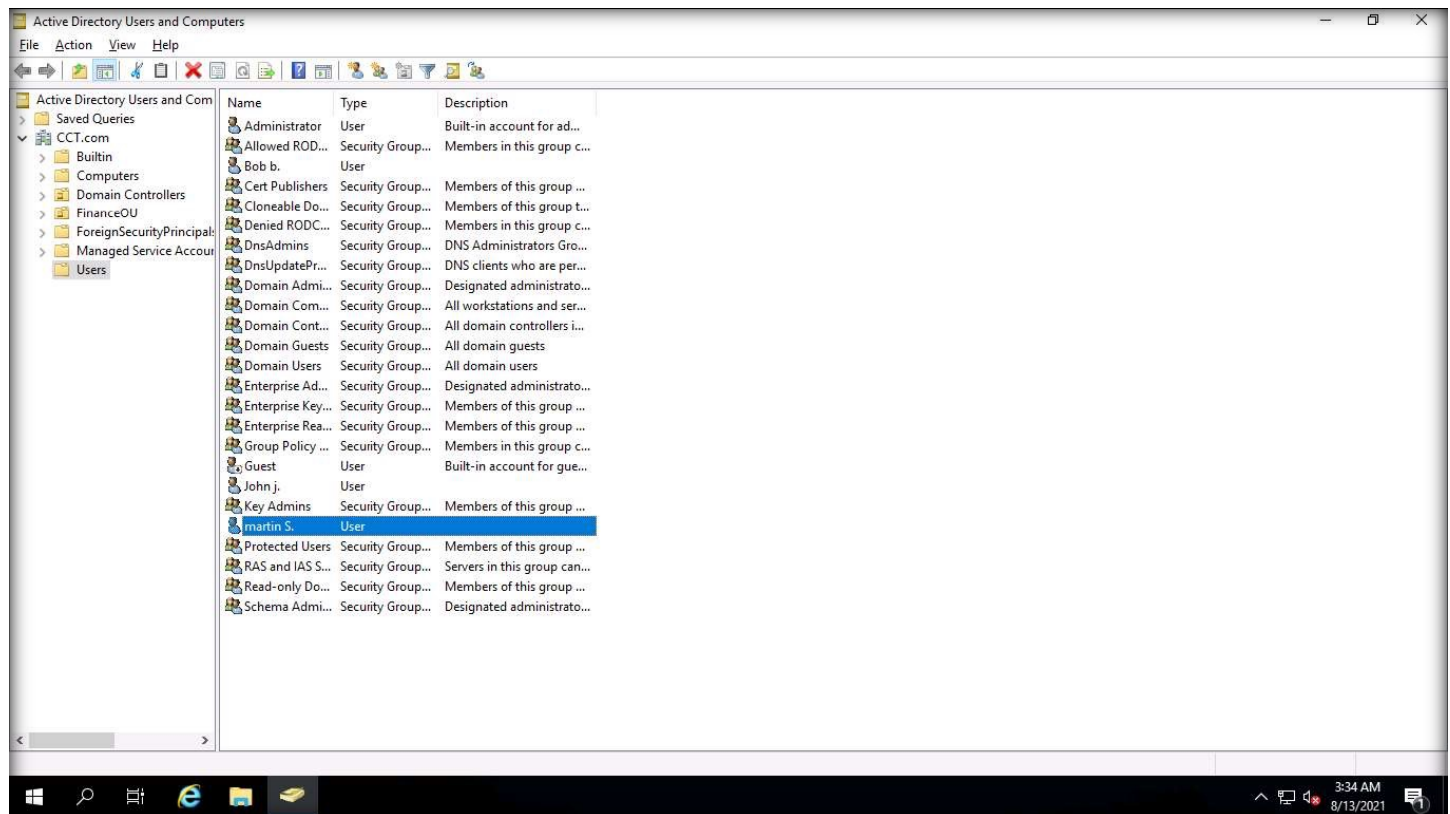 Active Directory Users and Computers
File Action View Help
Active Directory Users and Com
Saved Queries
CCT.com
Builtin
Computers
Domain Controllers
FinanceOU
ForeignSecurityPrincipals
Managed Service Accour
Users
Name Type Description
Administrator User Built-in account for ad...
Allowed ROD... Security Group... Members in this group c...
Bob b. User
Cert Publishers Security Group... Members of this group ...
Cloneable Do... Security Group... Members of this group t...
Denied RODC... Security Group... Members in this group c...
DnsAdmins Security Group... DNS Administrators Gro...
DnsUpdatePr... Security Group... DNS clients who are per...
Domain Admi... Security Group... Designated administrato...
Domain Com... Security Group... All workstations and ser...
Domain Cont... Security Group... All domain controllers i...
Domain Guests Security Group... All domain guests
Domain Users Security Group... All domain users
Enterprise Ad... Security Group... Designated administrato...
Enterprise Key... Security Group... Members of this group ...
Enterprise Rea... Security Group... Members of this group ...
Group Policy ... Security Group... Members in this group c...
Guest User Built-in account for gue...
John j. User
Key Admins Security Group... Members of this group ...
martin S. User
Protected Users Security Group... Members of this group ...
RAS and IAS S... Security Group... Servers in this group can...
Read-only Do... Security Group... Members of this group ...
Schema Admi... Security Group... Designated administrato...
3:34 AM
8/13/2021
1